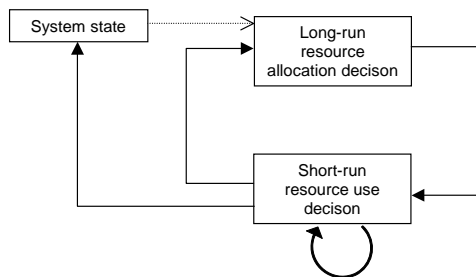 System state
Long-run
resource
allocation decison
Short-run
resource use
decison